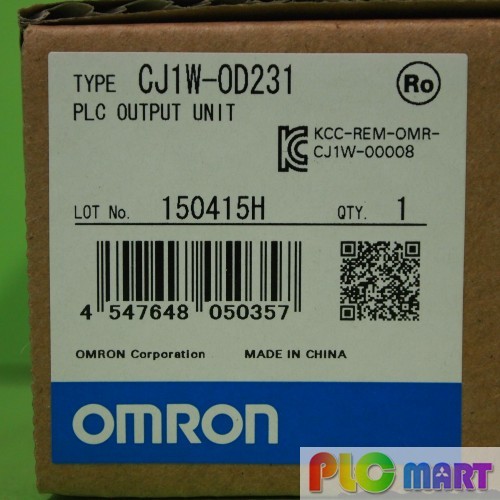 TYPE CJ1W-OD231
Ro
PLC OUTPUT UNIT
KCC-REM-OMR-
CJ1W-00008
LOT No. 150415H QTY. 1
4 547648 050357
OMRON Corporation MADE IN CHINA
OMRON
PLC MART